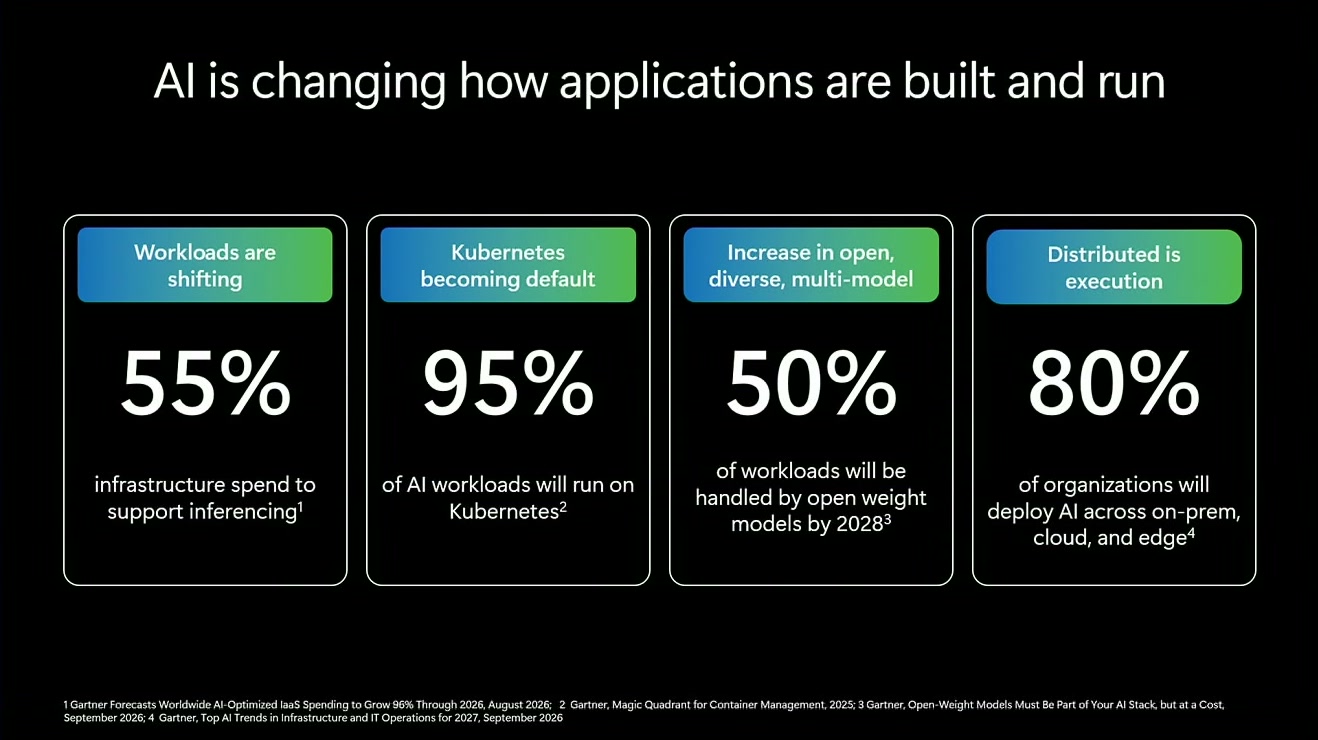 AI is changing how applications are built and run
Workloads are
shifting
55%
infrastructure spend to
support inferencing¹
Kubernetes
becoming default
95%
of AI workloads will run on
Kubernetes²
Increase in open,
diverse, multi-model
50%
of workloads will be
handled by open weight
models by 2028³
Distributed is
execution
80%
of organizations will
deploy AI across on-prem,
cloud, and edge⁴
1 Gartner Forecasts Worldwide AI-Optimized IaaS Spending to Grow 96% Through 2026, August 2026; 2 Gartner, Magic Quadrant for Container Management, 2025; 3 Gartner, Open-Weight Models Must Be Part of Your AI Stack, but at a Cost,
September 2026; 4 Gartner, Top AI Trends in Infrastructure and IT Operations for 2027, September 2026